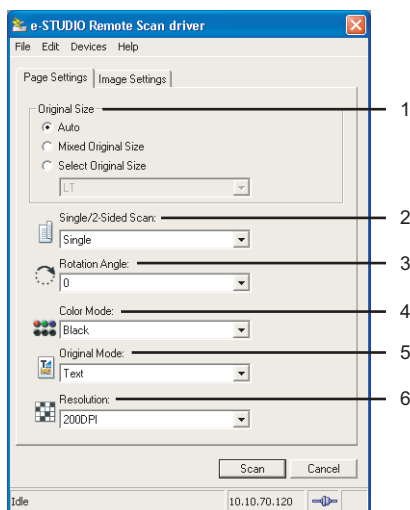 e-STUDIO Remote Scan driver
File Edit Devices Help
Page Settings Image Settings
Original Size 1
Auto
Mixed Original Size
Select Original Size
LT
Single/2-Sided Scan: 2
Single
Rotation Angle: 3
0
Color Mode: 4
Black
Original Mode: 5
Text
Resolution: 6
200DPI
Scan Cancel
Idle 10.10.70.120